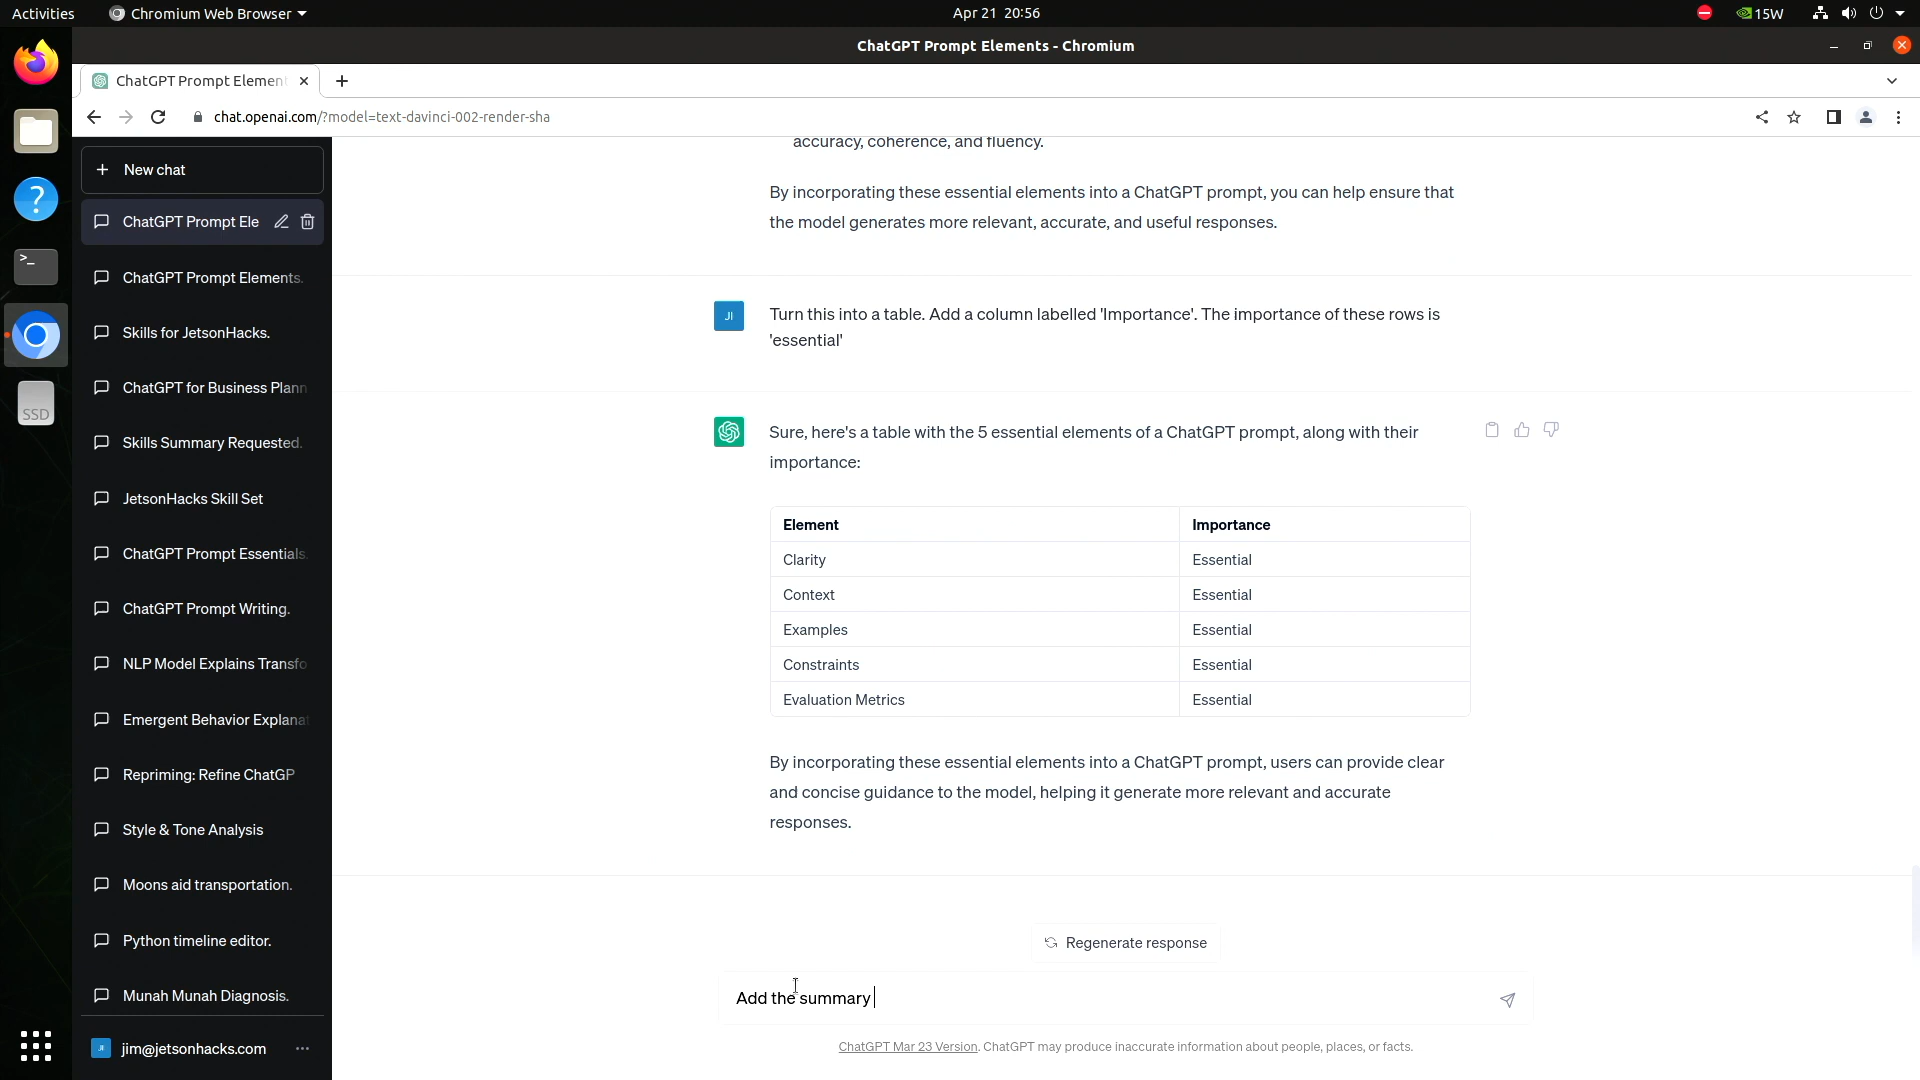 Activities
Chromium Web Browser
Apr 21 20:56
15W
ChatGPT Prompt Elements - Chromium
ChatGPT Prompt Element
chat.openai.com/?model=text-davinci-002-render-sha
New chat
ChatGPT Prompt Ele
ChatGPT Prompt Elements.
Skills for JetsonHacks.
ChatGPT for Business Plann
Skills Summary Requested.
JetsonHacks Skill Set
ChatGPT Prompt Essentials.
ChatGPT Prompt Writing.
NLP Model Explains Transfo
Emergent Behavior Explanat
Repriming: Refine ChatGP
Style & Tone Analysis
Moons aid transportation.
Python timeline editor.
Munah Munah Diagnosis.
JI
jim@jetsonhacks.com
SSD
accuracy, coherence, and fluency.
By incorporating these essential elements into a ChatGPT prompt, you can help ensure that
the model generates more relevant, accurate, and useful responses.
JI
Turn this into a table. Add a column labelled 'Importance'. The importance of these rows is
'essential'
Sure, here's a table with the 5 essential elements of a ChatGPT prompt, along with their
importance:
Element Importance
Clarity Essential
Context Essential
Examples Essential
Constraints Essential
Evaluation Metrics Essential
By incorporating these essential elements into a ChatGPT prompt, users can provide clear
and concise guidance to the model, helping it generate more relevant and accurate
responses.
Regenerate response
Add the summary
ChatGPT Mar 23 Version. ChatGPT may produce inaccurate information about people, places, or facts.